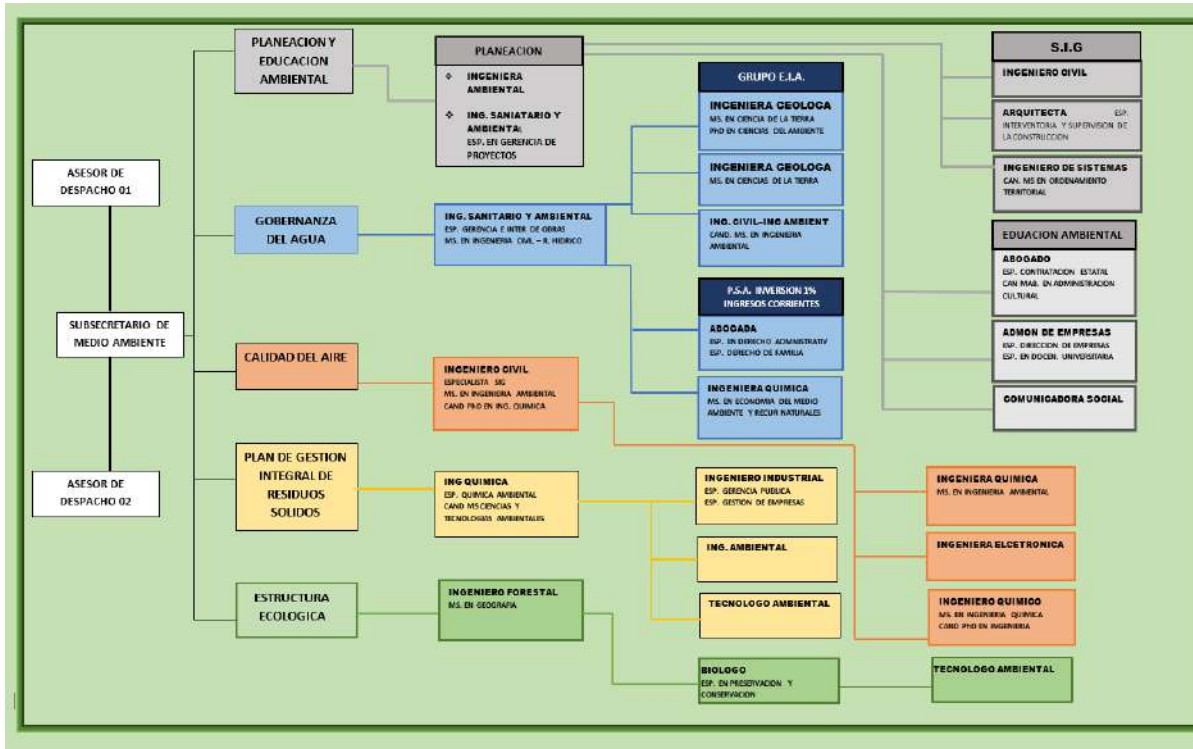 PLANEACION Y
EDUCACION
AMBIENTAL
PLANEACION
❖ INGENIERA
AMBIENTAL
❖ ING. SANIATARIO Y
AMBIENTA;
ESP. EN GERENCIA DE
PROYECTOS
S.I.G
INGENIERO CIVIL
ARQUITECTA ESP.
INTERVENTORIA Y SUPERVISION DE
LA CONSTRUCCION
INGENIERO DE SISTEMAS
CAN. MS EN ORDENAMIENTO
TERRITORIAL
EDUACION AMBIENTAL
ABOGADO
ESP. CONTRATACION ESTATAL
CAN MAB. EN ADMINISTRACION
CULTURAL
ADMON DE EMPRESAS
ESP. DIRECCION DE EMPRESAS
ESP. EN DOCEN. UNIVERSITARIA
COMUNICADORA SOCIAL
GRUPO E.I.A.
INGENIERA GEOLOGA
MS. EN CIENCIA DE LA TIERRA
PhD EN CIENCIAS DEL AMBIENTE
INGENIERA GEOLOGA
MS. EN CIENCIAS DE LA TIERRA
ING. CIVIL–ING AMBIENT
CAND. MS. EN INGENIERIA
AMBIENTAL
ASESOR DE
DESPACHO 01
GOBERNANZA
DEL AGUA
ING. SANITARIO Y AMBIENTAL
ESP. GERENCIA E INTER DE OBRAS
MS. EN INGENIERIA CIVIL – R. HIDRICO
P.S.A. INVERSION 1%
INGRESOS CORRIENTES
ABOGADA
ESP. EN DERECHO ADMINISTRATIV
ESP. DERECHO DE FAMILIA
INGENIERA QUIMICA
MS. EN ECONOMIA DEL MEDIO
AMBIENTE Y RECUR NATURALES
SUBSECRETARIO DE
MEDIO AMBIENTE
CALIDAD DEL AIRE
INGENIERO CIVIL
ESPECIALISTA SIG
MS. EN INGENIERIA AMBIENTAL
CAND PhD EN ING. QUIMICA
ASESOR DE
DESPACHO 02
PLAN DE GESTION
INTEGRAL DE
RESIDUOS
SOLIDOS
ING QUIMICA
ESP. QUIMICA AMBIENTAL
CAND MS CIENCIAS Y
TECNOLOGIAS AMBIENTALES
INGENIERO INDUSTRIAL
ESP. GERENCIA PUBLICA
ESP. GESTION DE EMPRESAS
ING. AMBIENTAL
TECNOLOGO AMBIENTAL
INGENIERA QUIMICA
MS. EN INGENIERIA AMBIENTAL
INGENIERA ELCETRONICA
INGENIERO QUIMICO
MS. EN INGENIERIA QUIMICA
CAND PhD EN INGENIERIA
ESTRUCTURA
ECOLOGICA
INGENIERO FORESTAL
MS. EN GEOGRAFIA
BIOLOGO
ESP. EN PRESERVACION Y
CONSERVACION
TECNOLOGO AMBIENTAL